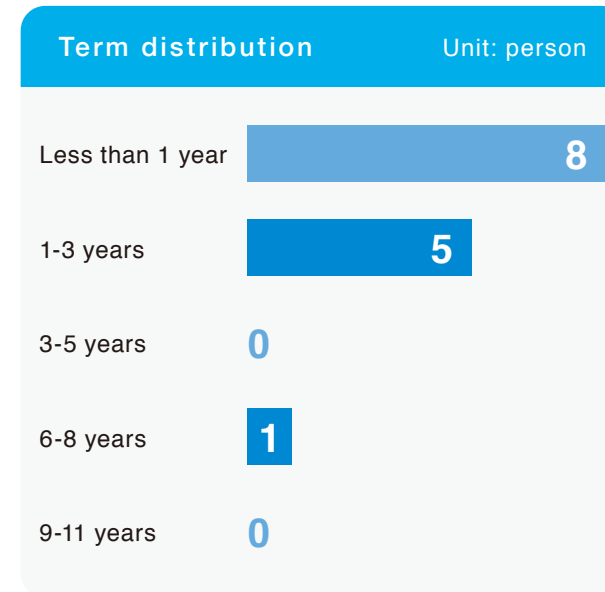 Term distribution Unit: person
Less than 1 year 8
1-3 years 5
3-5 years 0
6-8 years 1
9-11 years 0